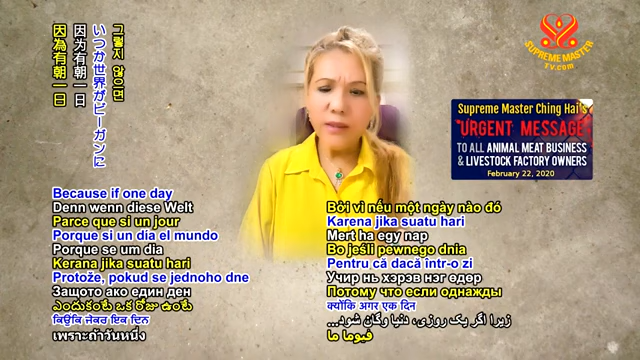 그렇지 않으면
いつか世界がビーガンに
因为有朝一日
因為有朝一日
SUPREME MASTER
TV.com
Supreme Master Ching Hai's
"URGENT MESSAGE"
TO ALL ANIMAL MEAT BUSINESS
& LIVESTOCK FACTORY OWNERS
February 22, 2020
Because if one day
Denn wenn diese Welt
Parce que si un jour
Porque si un día el mundo
Porque se um dia
Kerana jika suatu hari
Protože, pokud se jednoho dne
Защото ако един ден
ఎందుకంటే ఒక రోజు ఉంటే
ਕਿਉਕਿ ਜੇਕਰ ਇਕ ਦਿਨ
เพราะถ้าวันหนึ่ง
Bởi vì nếu một ngày nào đó
Karena jika suatu hari
Mert ha egy nap
Bo jeśli pewnego dnia
Pentru că dacă într-o zi
Учир нь хэрэв нэг өдөр
Потому что если однажды
क्योंकि अगर एक दिन
زیرا اگر یک روزی، دنیا وگان شود...
فيوما ما